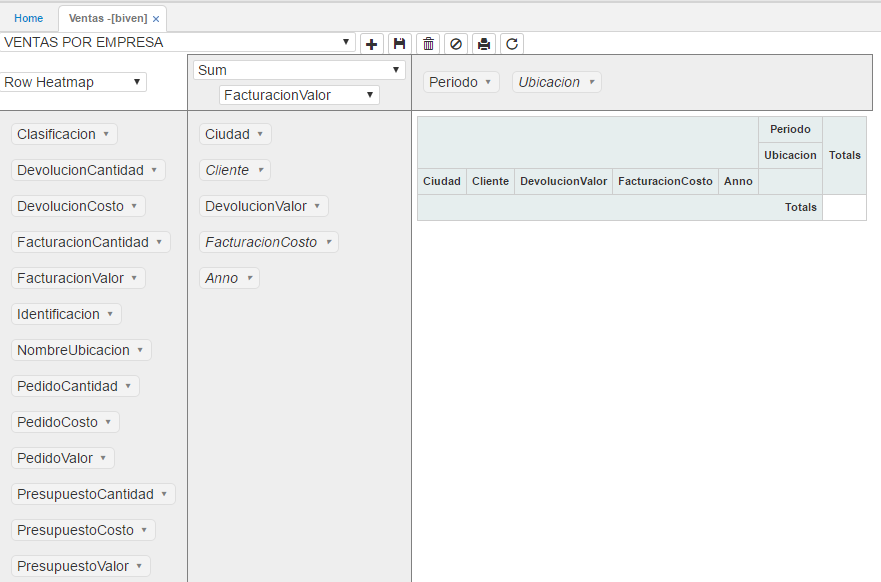 Home
Ventas -[biven] ×
VENTAS POR EMPRESA
Row Heatmap
Sum
FacturacionValor
Periodo
Ubicacion
Clasificacion
DevolucionCantidad
DevolucionCosto
FacturacionCantidad
FacturacionValor
Identificacion
NombreUbicacion
PedidoCantidad
PedidoCosto
PedidoValor
PresupuestoCantidad
PresupuestoCosto
PresupuestoValor
Ciudad
Cliente
DevolucionValor
FacturacionCosto
Anno
Periodo
Ubicacion
Totals
Ciudad Cliente DevolucionValor FacturacionCosto Anno
Totals